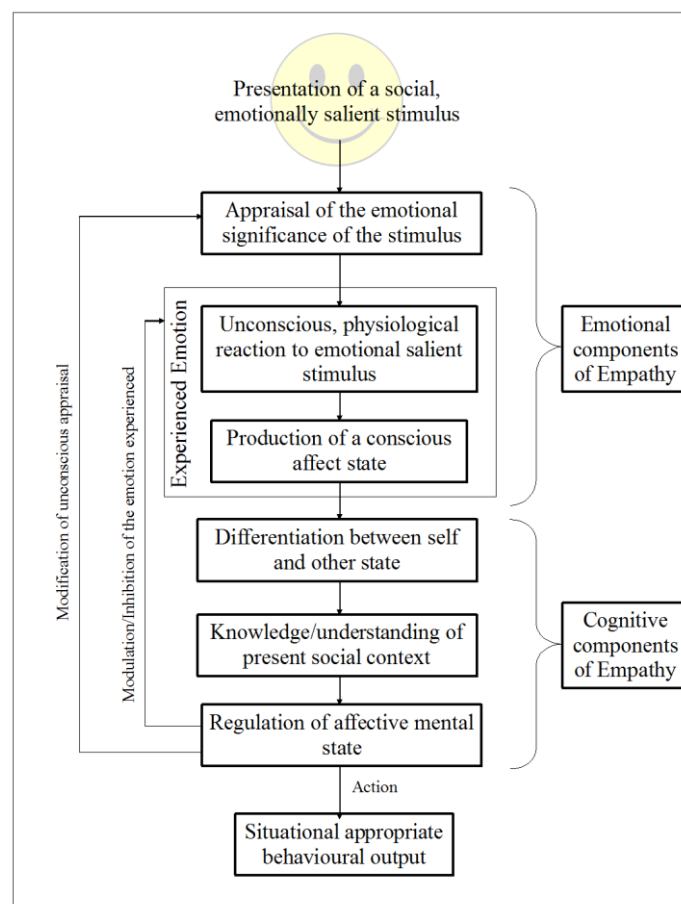 Presentation of a social,
emotionally salient stimulus
Appraisal of the emotional
significance of the stimulus
Experienced Emotion
Unconscious, physiological
reaction to emotional salient
stimulus
Production of a conscious
affect state
Emotional
components
of Empathy
Modification of unconscious appraisal
Modulation/Inhibition of the emotion experienced
Differentiation between self
and other state
Knowledge/understanding of
present social context
Regulation of affective mental
state
Cognitive
components
of Empathy
Action
Situational appropriate
behavioural output